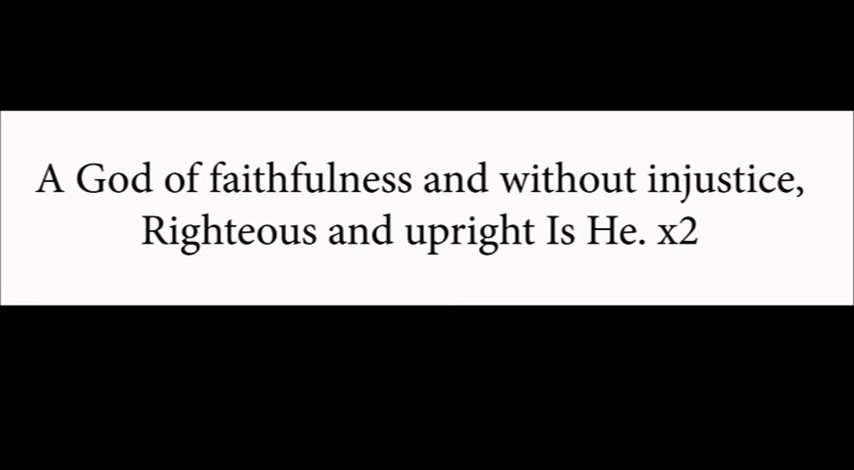 A God of faithfulness and without injustice,
Righteous and upright Is He. x2